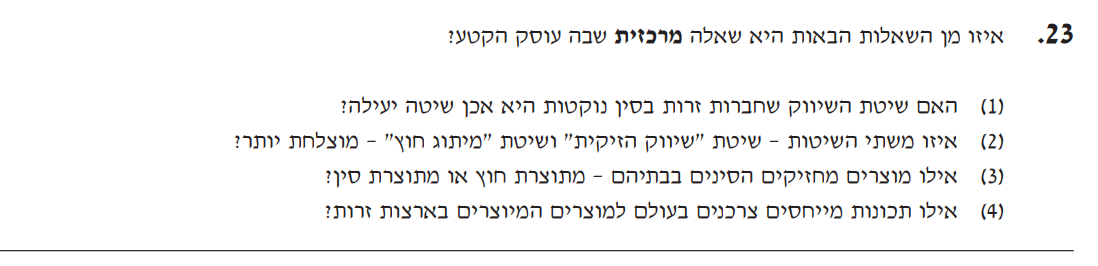 23. איזו מן השאלות הבאות היא שאלה מרכזית שבה עוסק הקטע?
(1) האם שיטת השיווק שחברות זרות בסין נוקטות היא אכן שיטה יעילה?
(2) איזו משתי השיטות – שיטת "שיווק הזיקית" ושיטת "מיתוג חוץ" – מוצלחת יותר?
(3) אילו מוצרים מחזיקים הסינים בבתיהם – מתוצרת חוץ או מתוצרת סין?
(4) אילו תכונות מייחסים צרכנים בעולם למוצרים המיוצרים בארצות זרות?